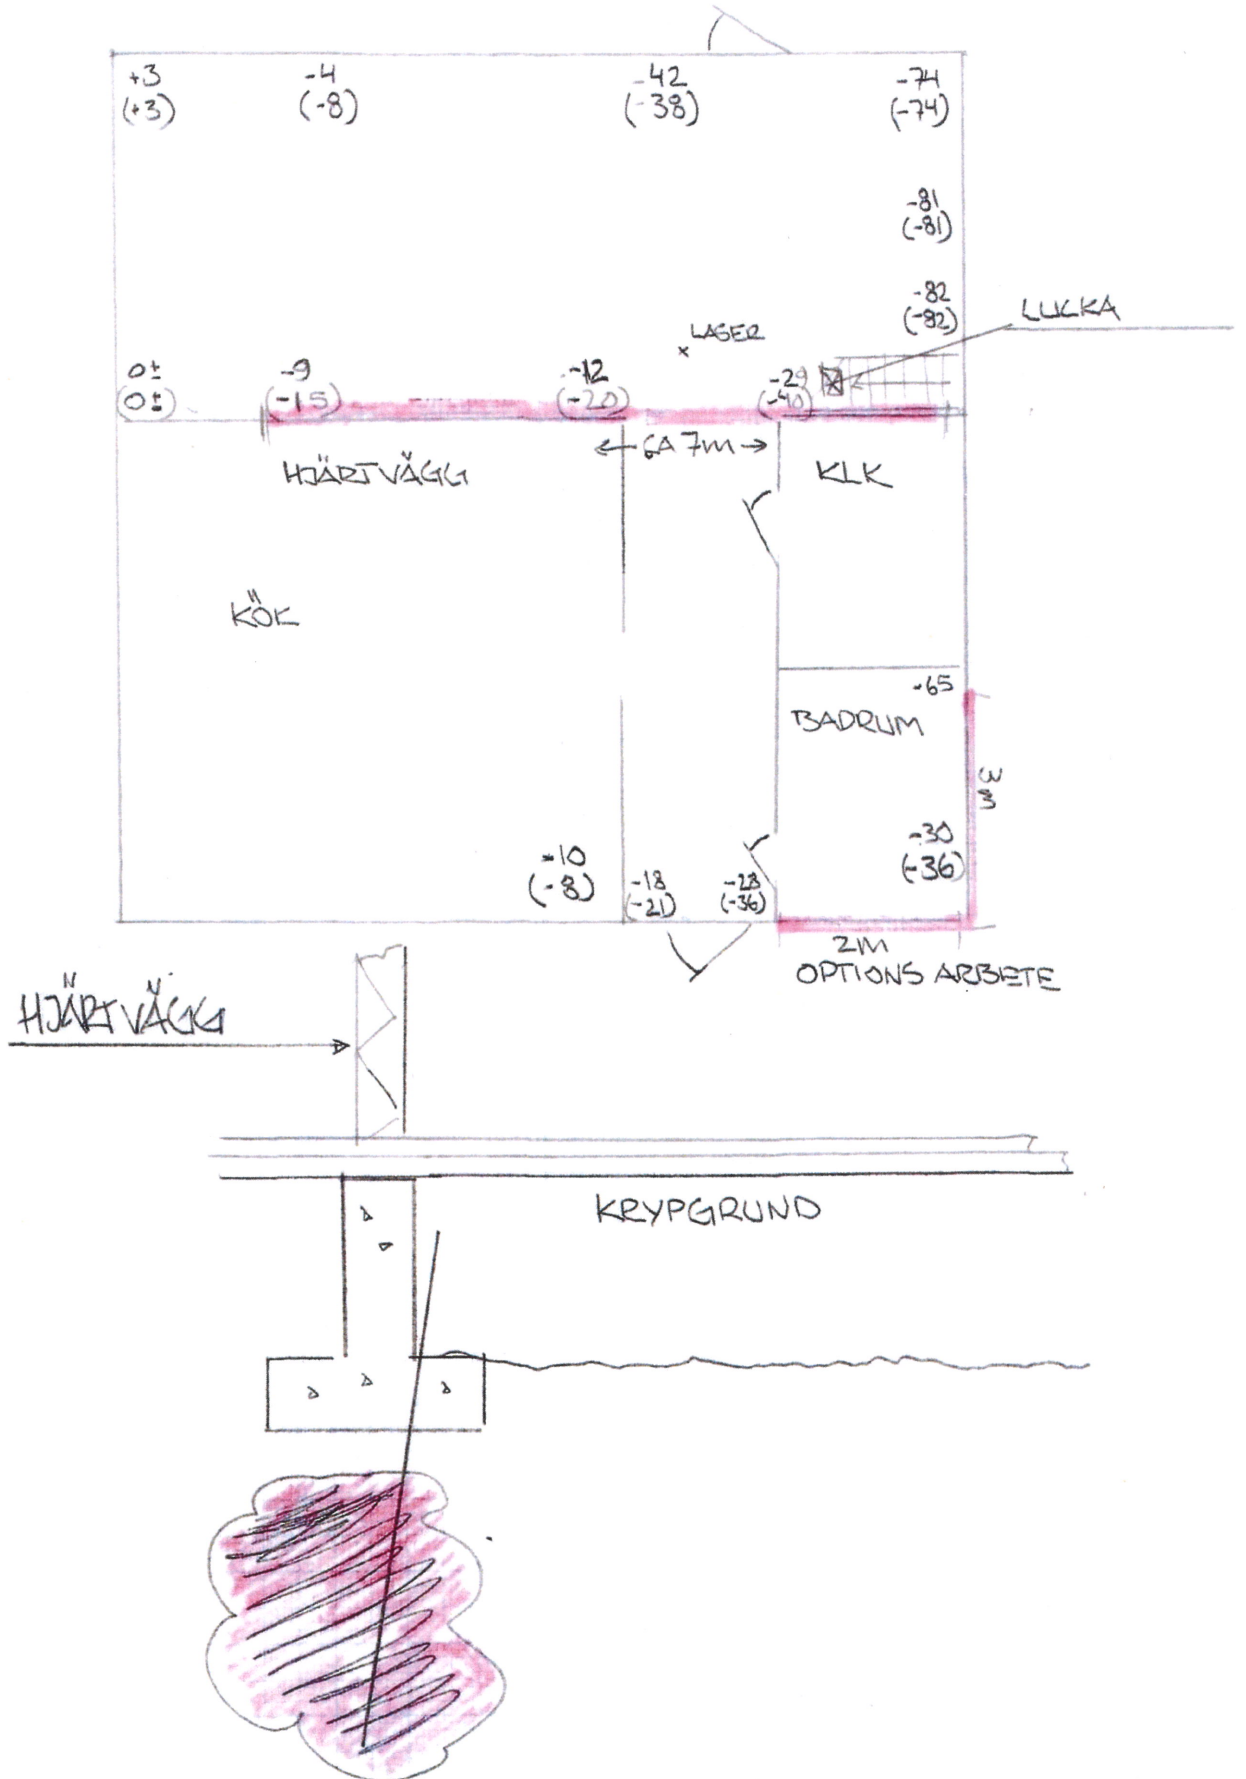 +3
(+3)
-4
(-8)
-42
(-38)
-74
(-74)
-81
(-81)
-82
(-82)
LUCKA
LASER
0±
(0±)
-9
(-15)
-12
(-20)
-29
(-40)
HJÄRTVÄGG
CA 7M
KLK
KÖK
-65
BADRUM
3M
-10
(-8)
-18
(-21)
-28
(-36)
-30
(-36)
2M
OPTIONS ARBETE
HJÄRTVÄGG
KRYPGRUND